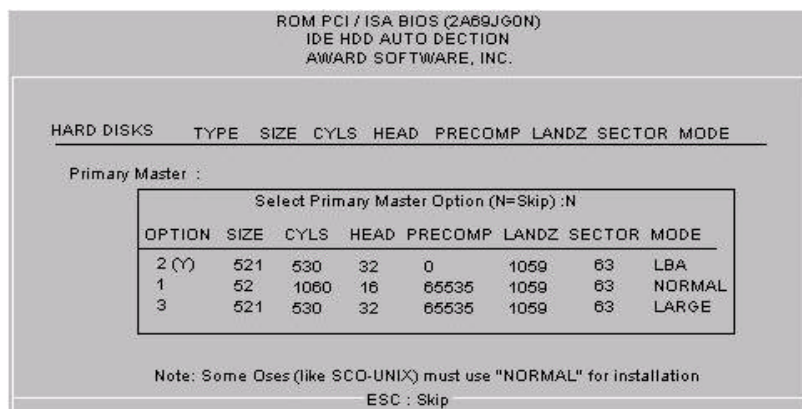 ROM PCI / ISA BIOS (2A69JG0N)
IDE HDD AUTO DECTION
AWARD SOFTWARE, INC.
HARD DISKS TYPE SIZE CYLS HEAD PRECOMP LANDZ SECTOR MODE
Primary Master :
Select Primary Master Option (N=Skip) :N
OPTION SIZE CYLS HEAD PRECOMP LANDZ SECTOR MODE
2 (Y) 521 530 32 0 1059 63 LBA
1 52 1060 16 65535 1059 63 NORMAL
3 521 530 32 65535 1059 63 LARGE
Note: Some Oses (like SCO-UNIX) must use "NORMAL" for installation
ESC : Skip